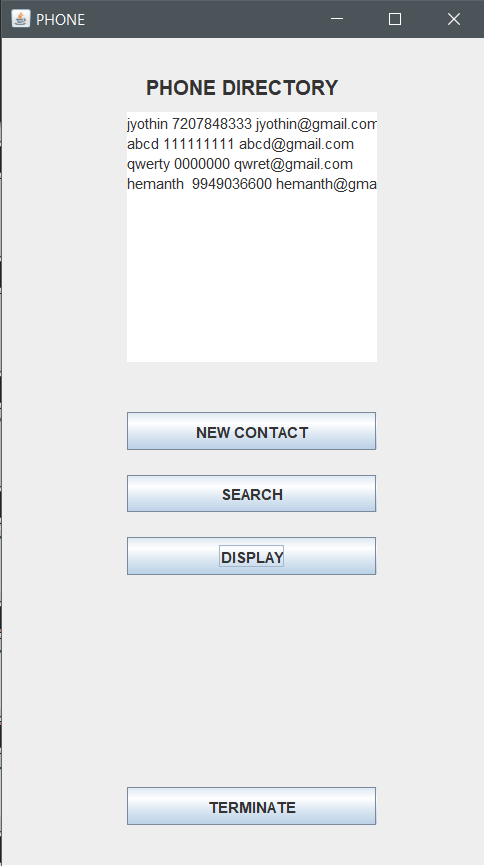 PHONE
PHONE DIRECTORY
jyothin 7207848333 jyothin@gmail.com
abcd 111111111 abcd@gmail.com
qwerty 0000000 qwret@gmail.com
hemanth  9949036600 hemanth@gma
NEW CONTACT
SEARCH
DISPLAY
TERMINATE